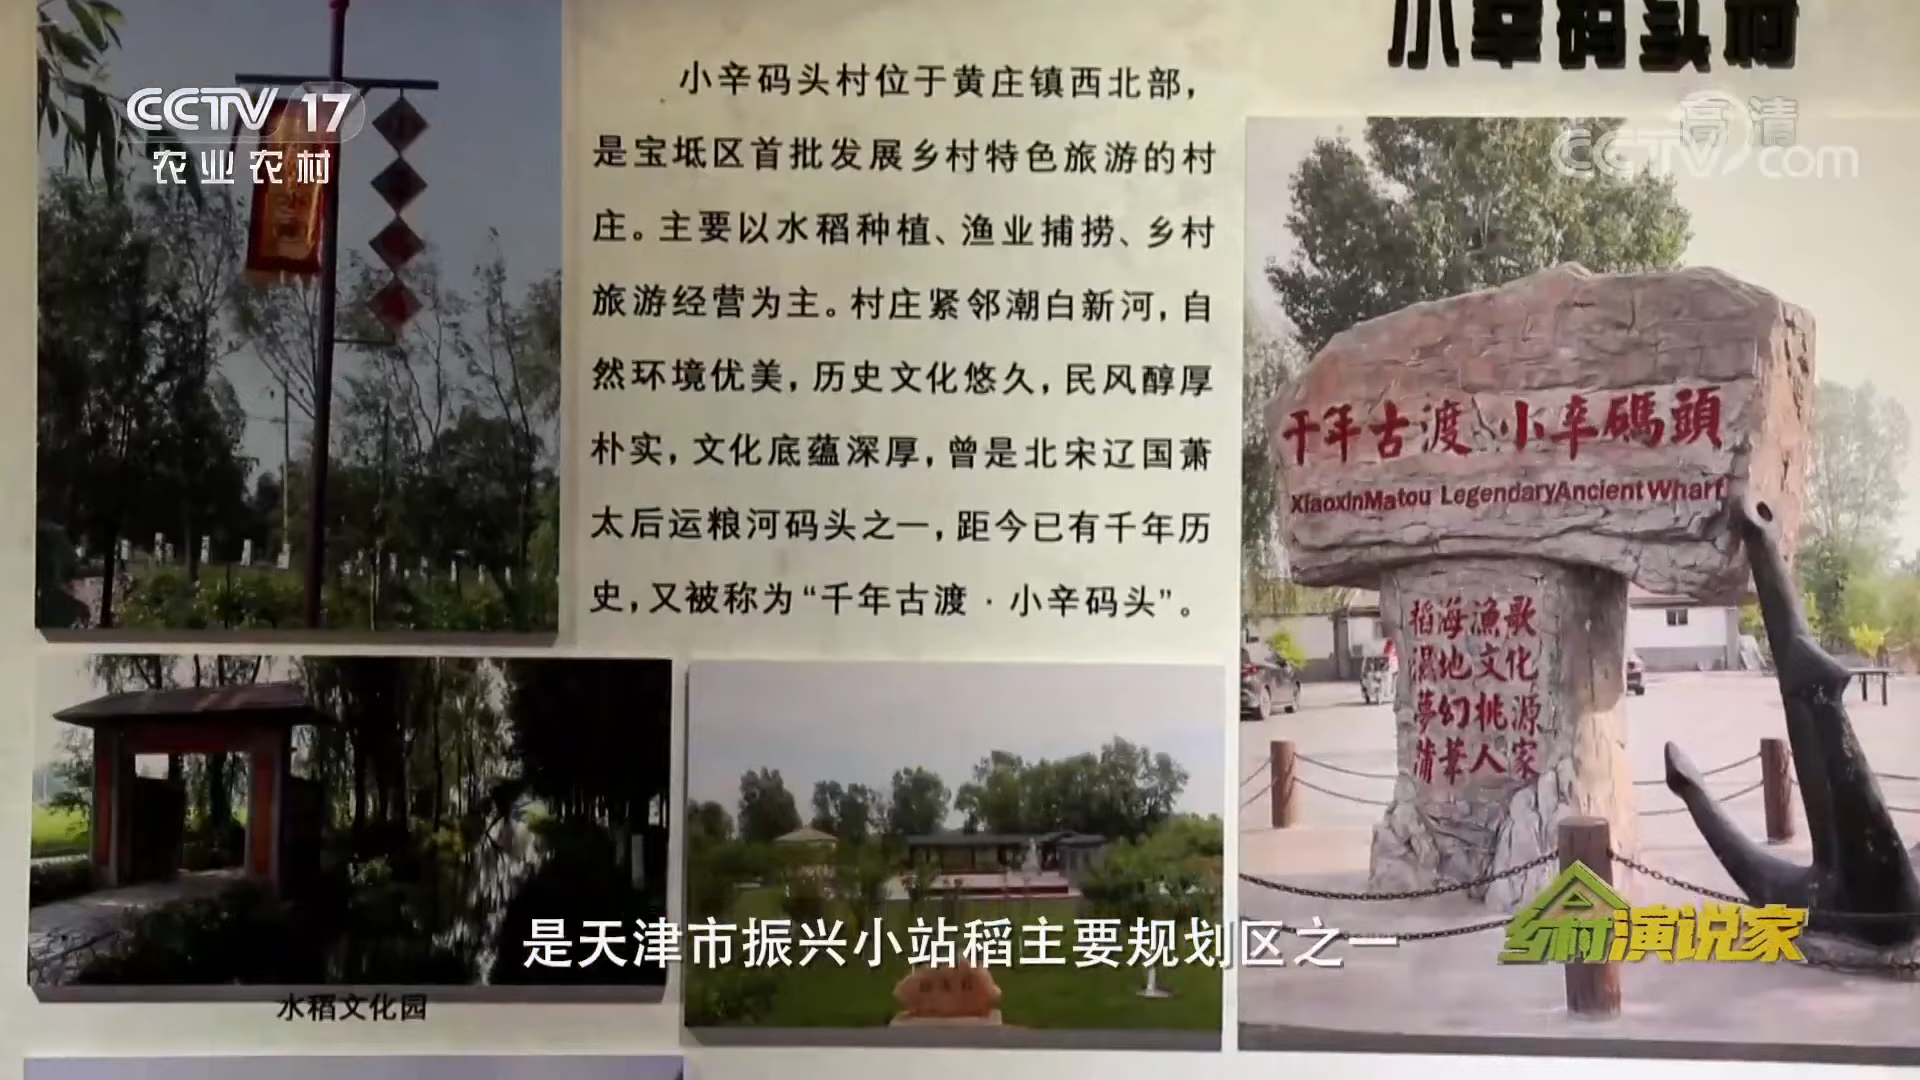 小辛码头村
CCTV 17
农业农村
高清
CCTV com
小辛码头村位于黄庄镇西北部，
是宝坻区首批发展乡村特色旅游的村
庄。主要以水稻种植、渔业捕捞、乡村
旅游经营为主。村庄紧邻潮白新河，自
然环境优美，历史文化悠久，民风醇厚
朴实，文化底蕴深厚，曾是北宋辽国萧
太后运粮河码头之一，距今已有千年历
史，又被称为“千年古渡·小辛码头”。
千年古渡 小辛碼頭
XiaoxinMatou LegendaryAncientWharf
稻海漁歌
濕地文化
夢幻桃源
蒲葦人家
是天津市振兴小站稻主要规划区之一
乡村演说家
水稻文化园